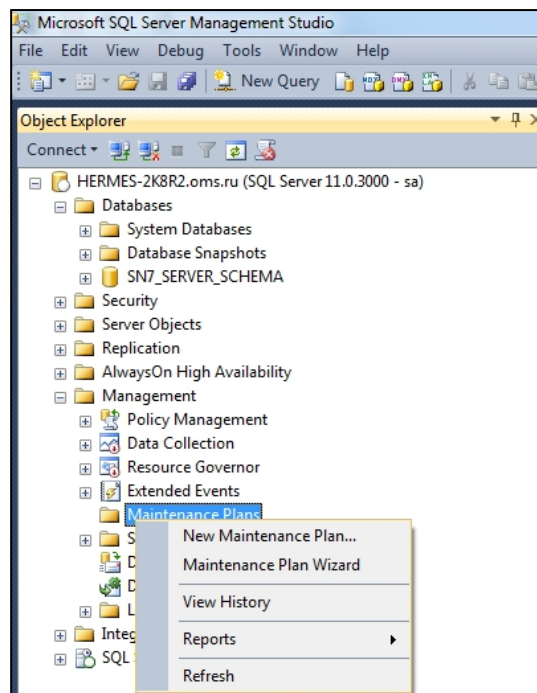 Microsoft SQL Server Management Studio
File Edit View Debug Tools Window Help
New Query
Object Explorer
Connect
HERMES-2K8R2.oms.ru (SQL Server 11.0.3000 - sa)
Databases
System Databases
Database Snapshots
SN7_SERVER_SCHEMA
Security
Server Objects
Replication
AlwaysOn High Availability
Management
Policy Management
Data Collection
Resource Governor
Extended Events
Maintenance Plans
S
New Maintenance Plan...
D
Maintenance Plan Wizard
D
L
View History
Integ
Reports
SQL
Refresh